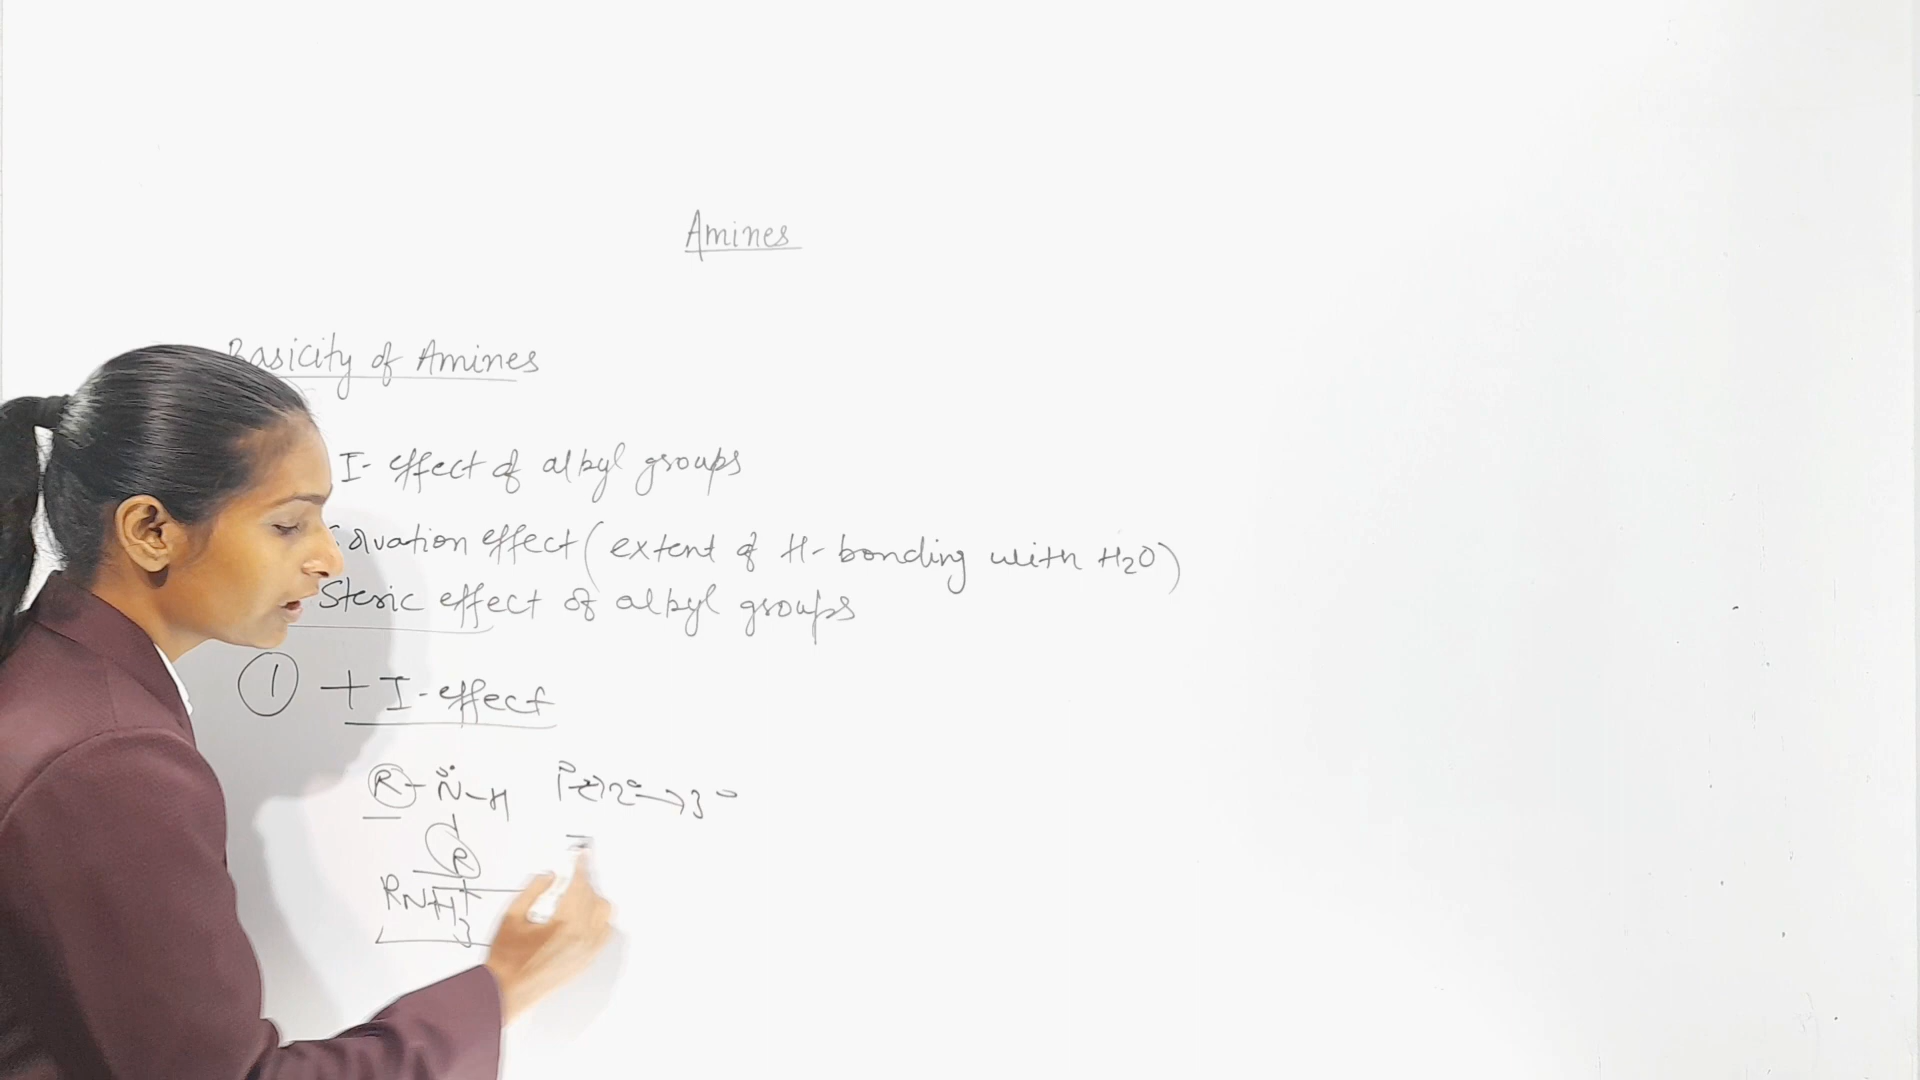 Amines
Basicity of Amines
I- effect of alkyl groups
ovation effect (extent of H-bonding with H2O)
Steric effect of alkyl groups
① + I-effect
R-N̈-H 1° 2° → 3°
R
RNH3+